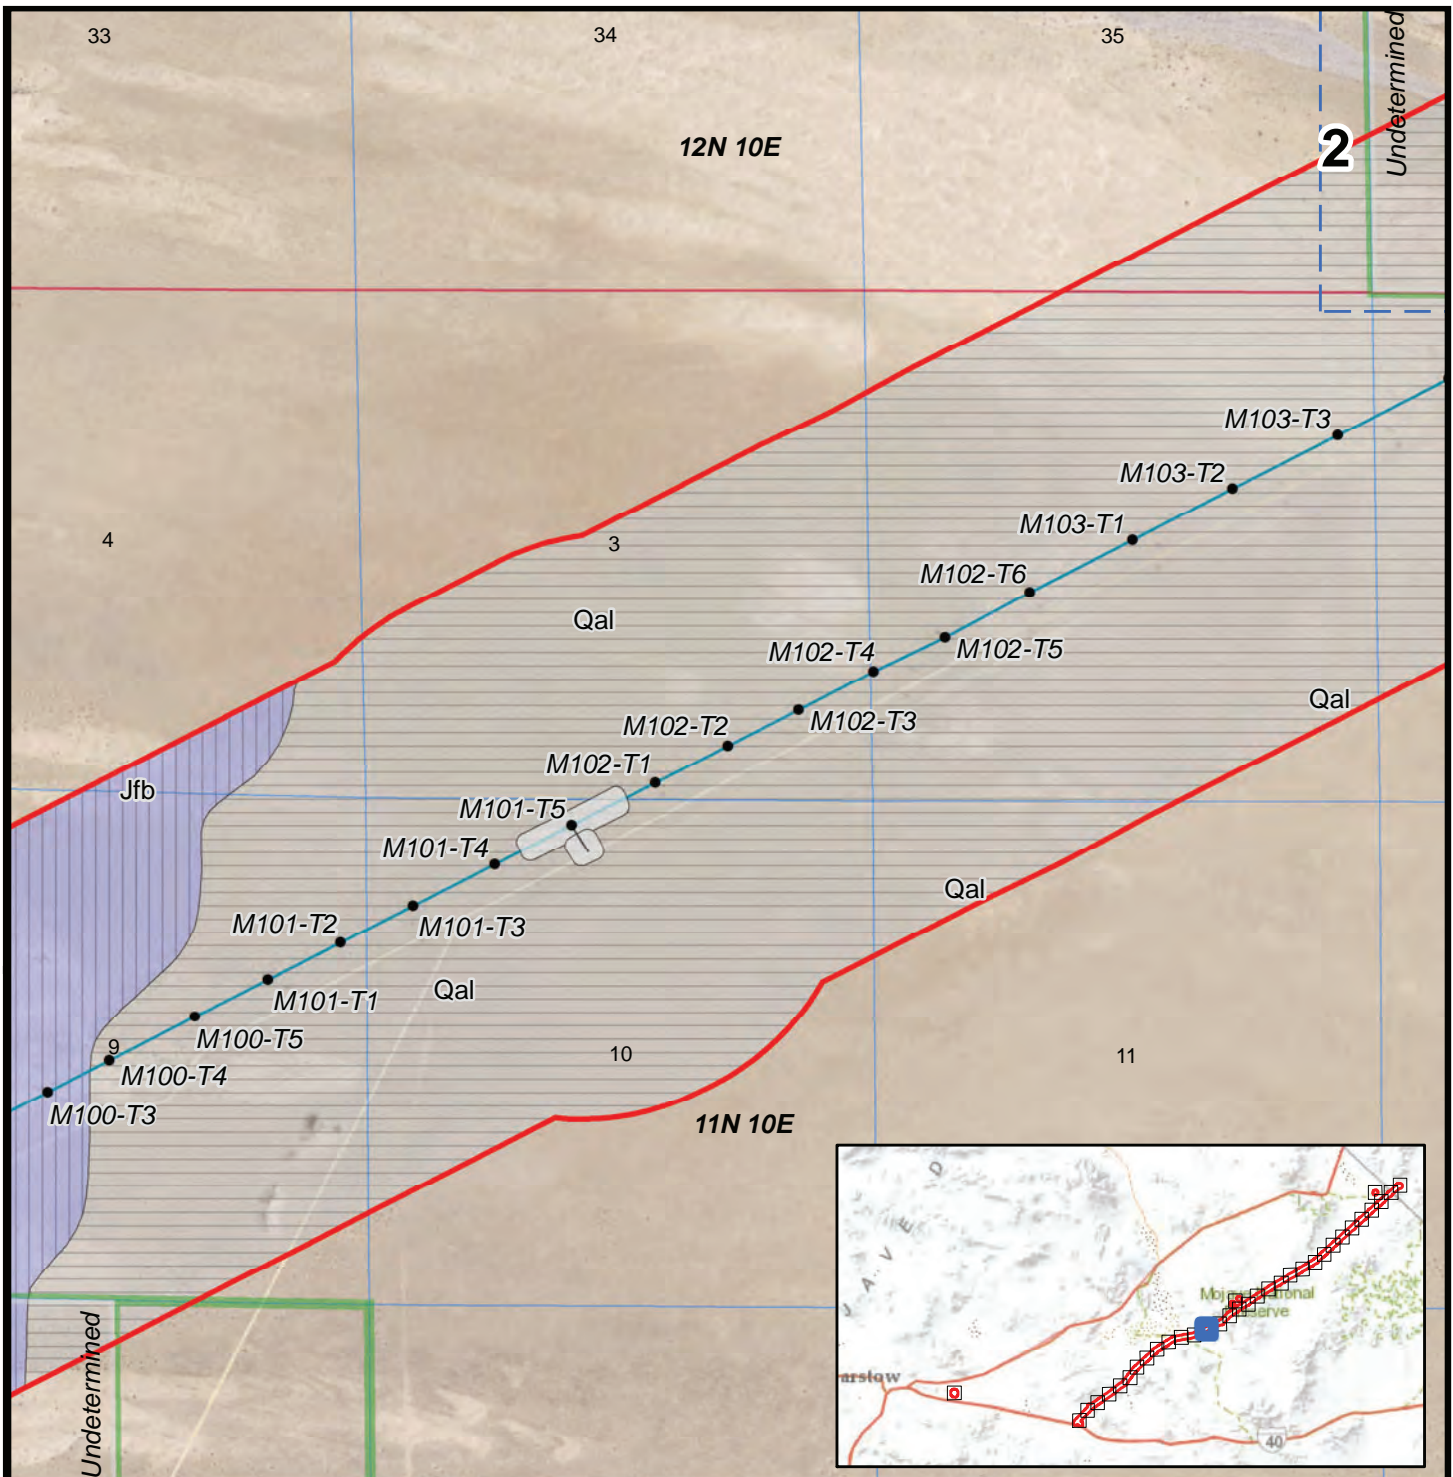 33
34
35
Undetermined
12N 10E
2
M103-T3
M103-T2
M103-T1
4
3
M102-T6
Qal
M102-T5
M102-T4
Qal
M102-T3
M102-T2
M102-T1
Jfb
M101-T5
M101-T4
Qal
M101-T3
M101-T2
Qal
M101-T1
M100-T5
9
10
11
M100-T4
M100-T3
11N 10E
Undetermined
J A V E D
arstow
40